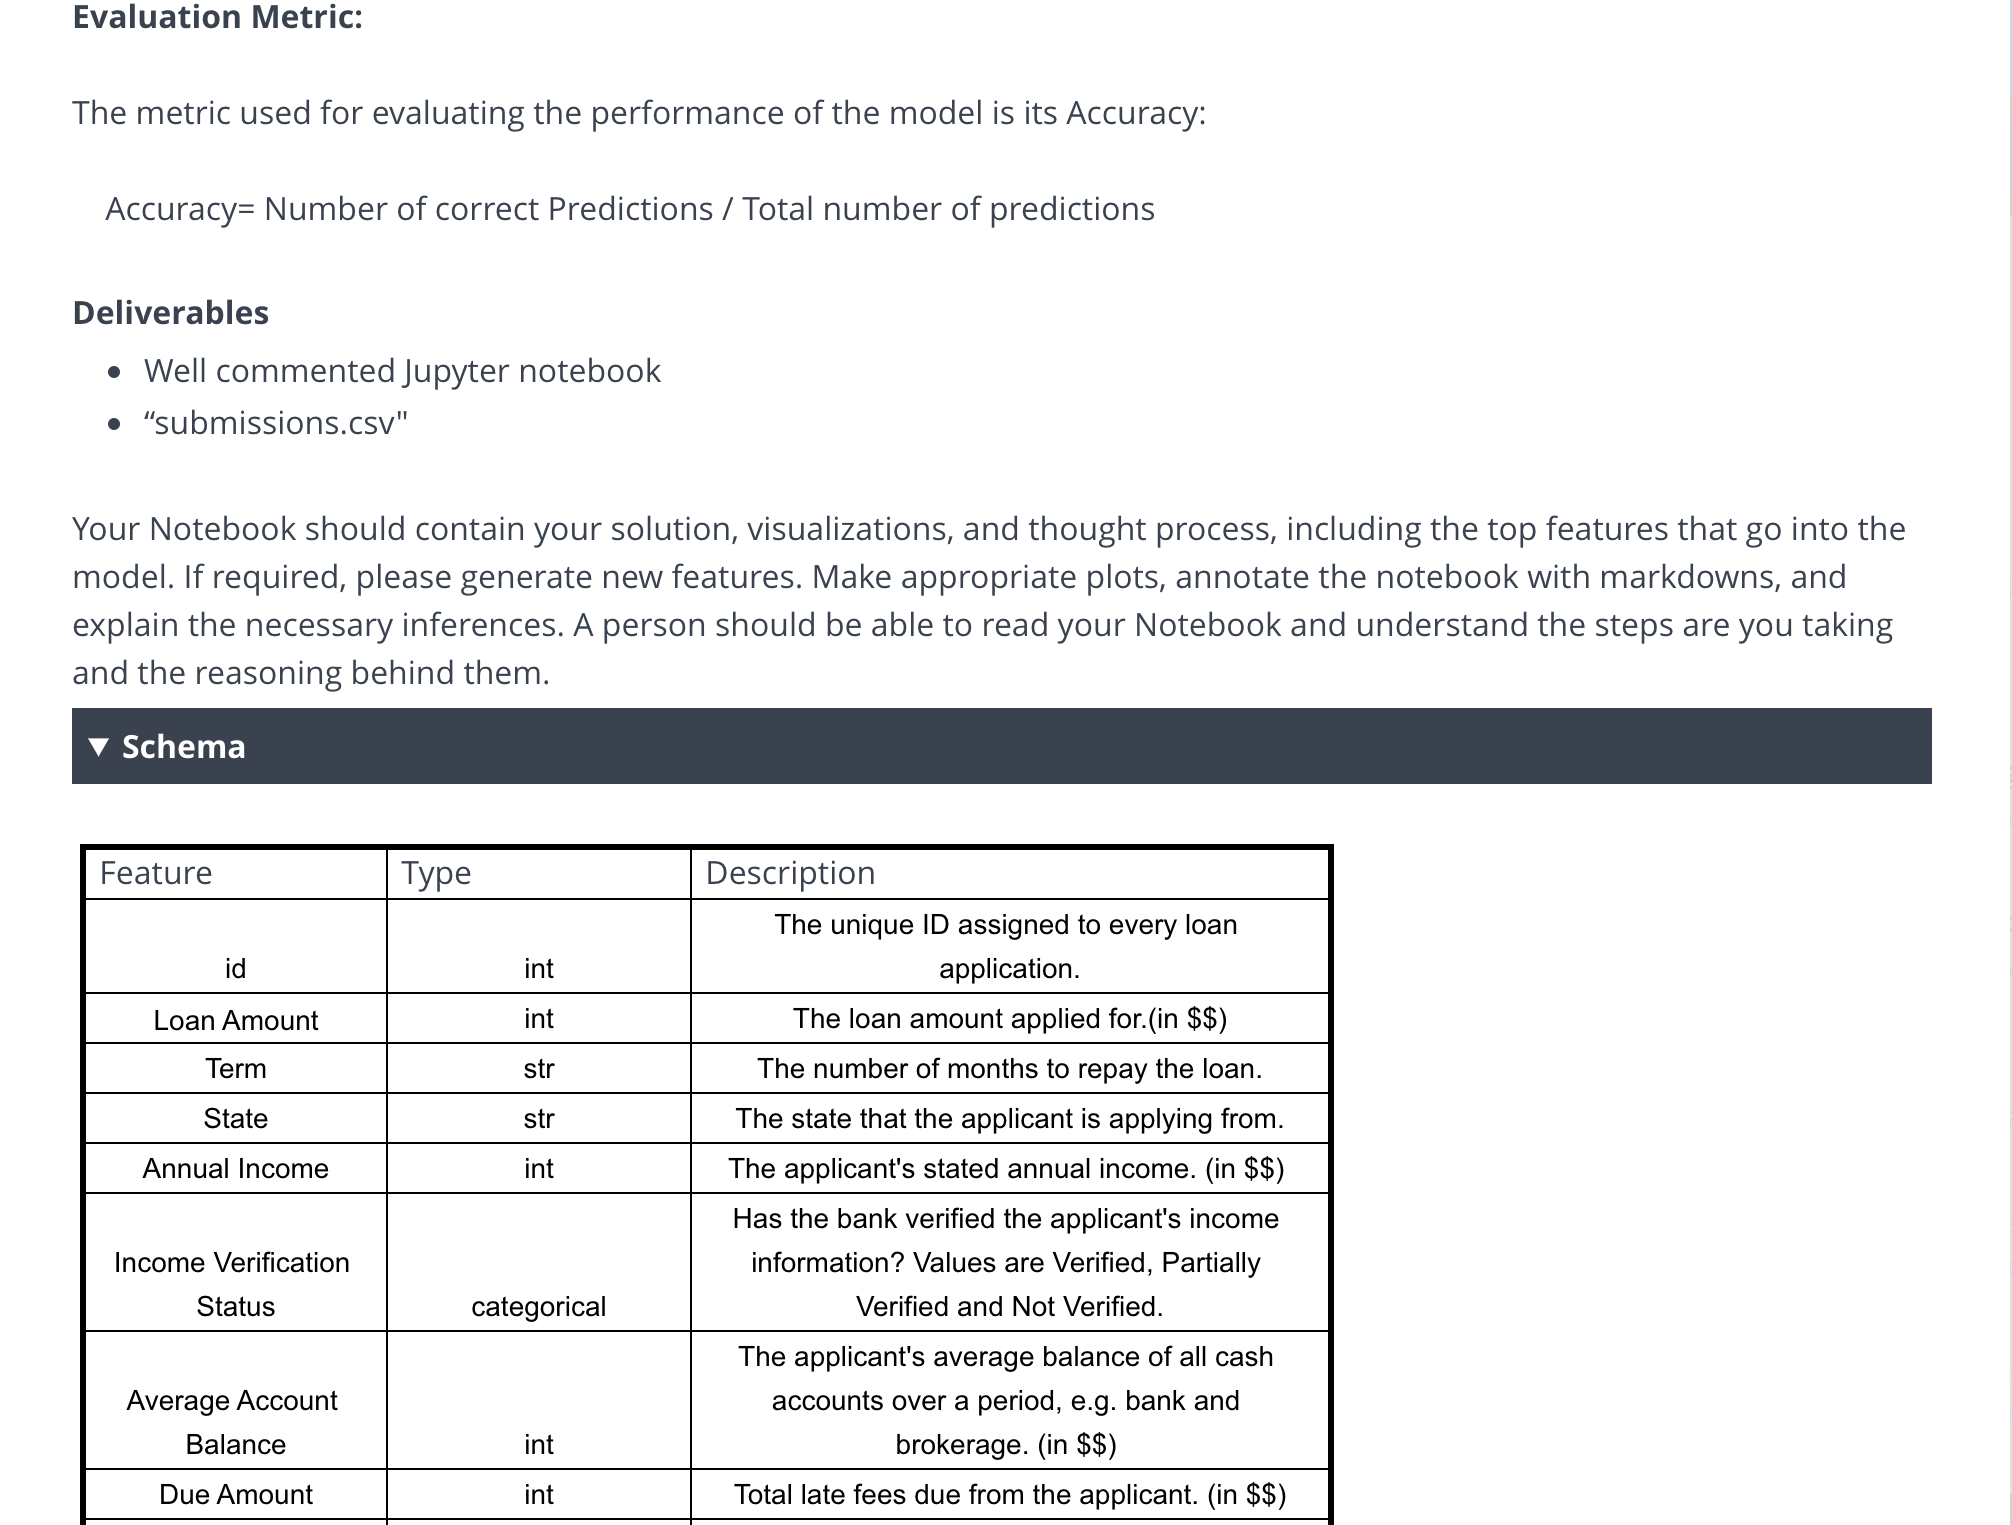 Evaluation Metric:
The metric used for evaluating the performance of the model is its Accuracy:
Accuracy= Number of correct Predictions / Total number of predictions
Deliverables
Well commented Jupyter notebook
“submissions.csv"
Your Notebook should contain your solution, visualizations, and thought process, including the top features that go into the
model. If required, please generate new features. Make appropriate plots, annotate the notebook with markdowns, and
explain the necessary inferences. A person should be able to read your Notebook and understand the steps are you taking
and the reasoning behind them.
▼ Schema
Feature Type Description
The unique ID assigned to every loan
id int application.
Loan Amount int The loan amount applied for.(in $$)
Term str The number of months to repay the loan.
State str The state that the applicant is applying from.
Annual Income int The applicant's stated annual income. (in $$)
Has the bank verified the applicant's income
Income Verification information? Values are Verified, Partially
Status categorical Verified and Not Verified.
The applicant's average balance of all cash
Average Account accounts over a period, e.g. bank and
Balance int brokerage. (in $$)
Due Amount int Total late fees due from the applicant. (in $$)